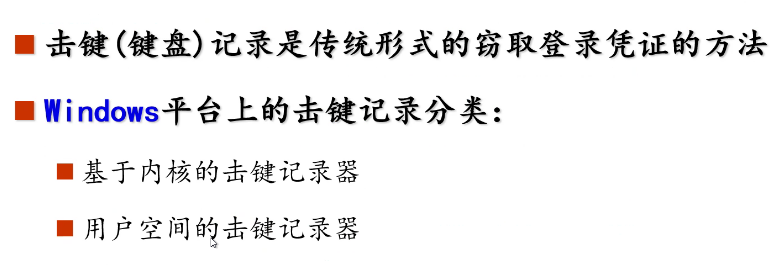 击键(键盘)记录是传统形式的窃取登录凭证的方法
Windows平台上的击键记录分类：
基于内核的击键记录器
用户空间的击键记录器